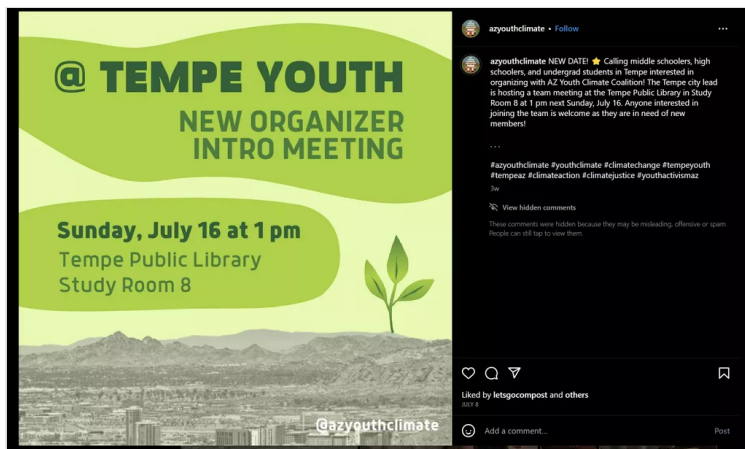 @ TEMPE YOUTH
NEW ORGANIZER
INTRO MEETING
Sunday, July 16 at 1 pm
Tempe Public Library
Study Room 8
@azyouthclimate
azyouthclimate • Follow
azyouthclimate NEW DATE! ⭐ Calling middle schoolers, high
schoolers, and undergrad students in Tempe interested in
organizing with AZ Youth Climate Coalition! The Tempe city lead
is hosting a team meeting at the Tempe Public Library in Study
Room 8 at 1 pm next Sunday, July 16. Anyone interested in
joining the team is welcome as they are in need of new
members!
. . .
#azyouthclimate #youthclimate #climatechange #tempeyouth
#tempeaz #climateaction #climatejustice #youthactivismaz
3w
View hidden comments
These comments were hidden because they may be misleading, offensive or spam
People can still tap to view them.
Liked by letsgocompost and others
JULY 8
Add a comment...
Post